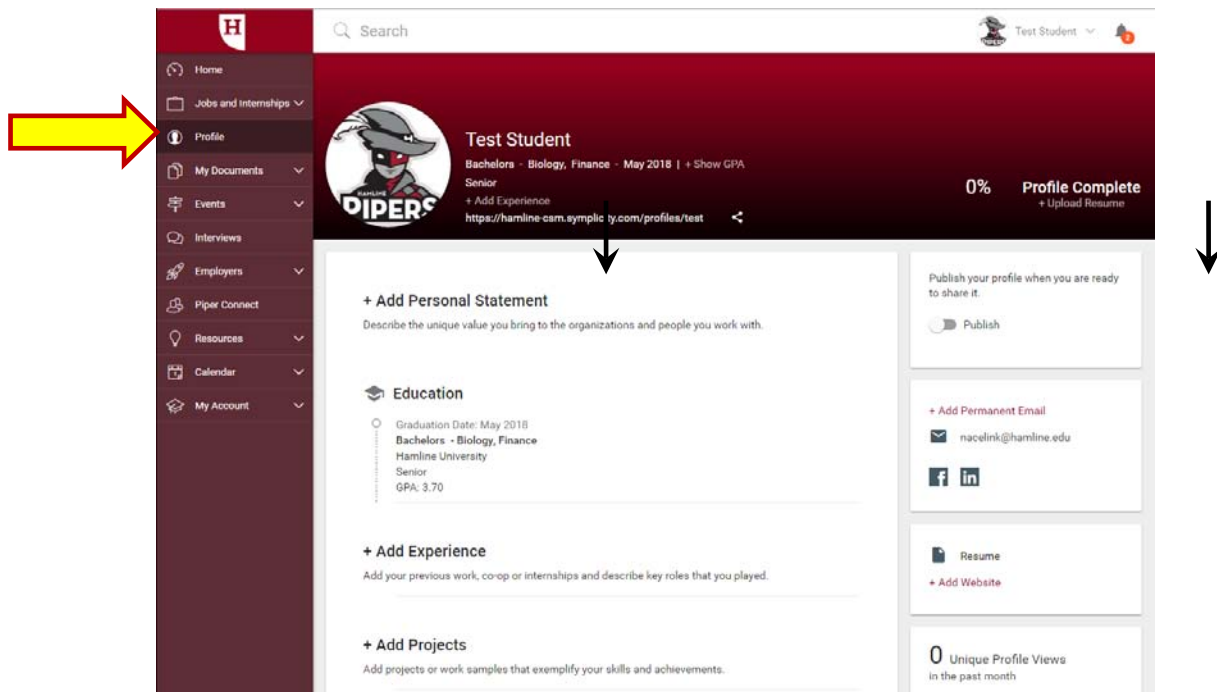 H
Search
Test Student
2
Home
Jobs and Internships
Profile
My Documents
Events
Interviews
Employers
Piper Connect
Resources
Calendar
My Account
HAMLINE
PIPERS
Test Student
Bachelors - Biology, Finance - May 2018 | + Show GPA
Senior
+ Add Experience
https://hamline-csm.symplicity.com/profiles/test
0% Profile Complete
+ Upload Resume
+ Add Personal Statement
Describe the unique value you bring to the organizations and people you work with.
Education
Graduation Date: May 2018
Bachelors - Biology, Finance
Hamline University
Senior
GPA: 3.70
+ Add Experience
Add your previous work, co-op or internships and describe key roles that you played.
+ Add Projects
Add projects or work samples that exemplify your skills and achievements.
Publish your profile when you are ready
to share it.
Publish
+ Add Permanent Email
nacelink@hamline.edu
f in
Resume
+ Add Website
0 Unique Profile Views
in the past month